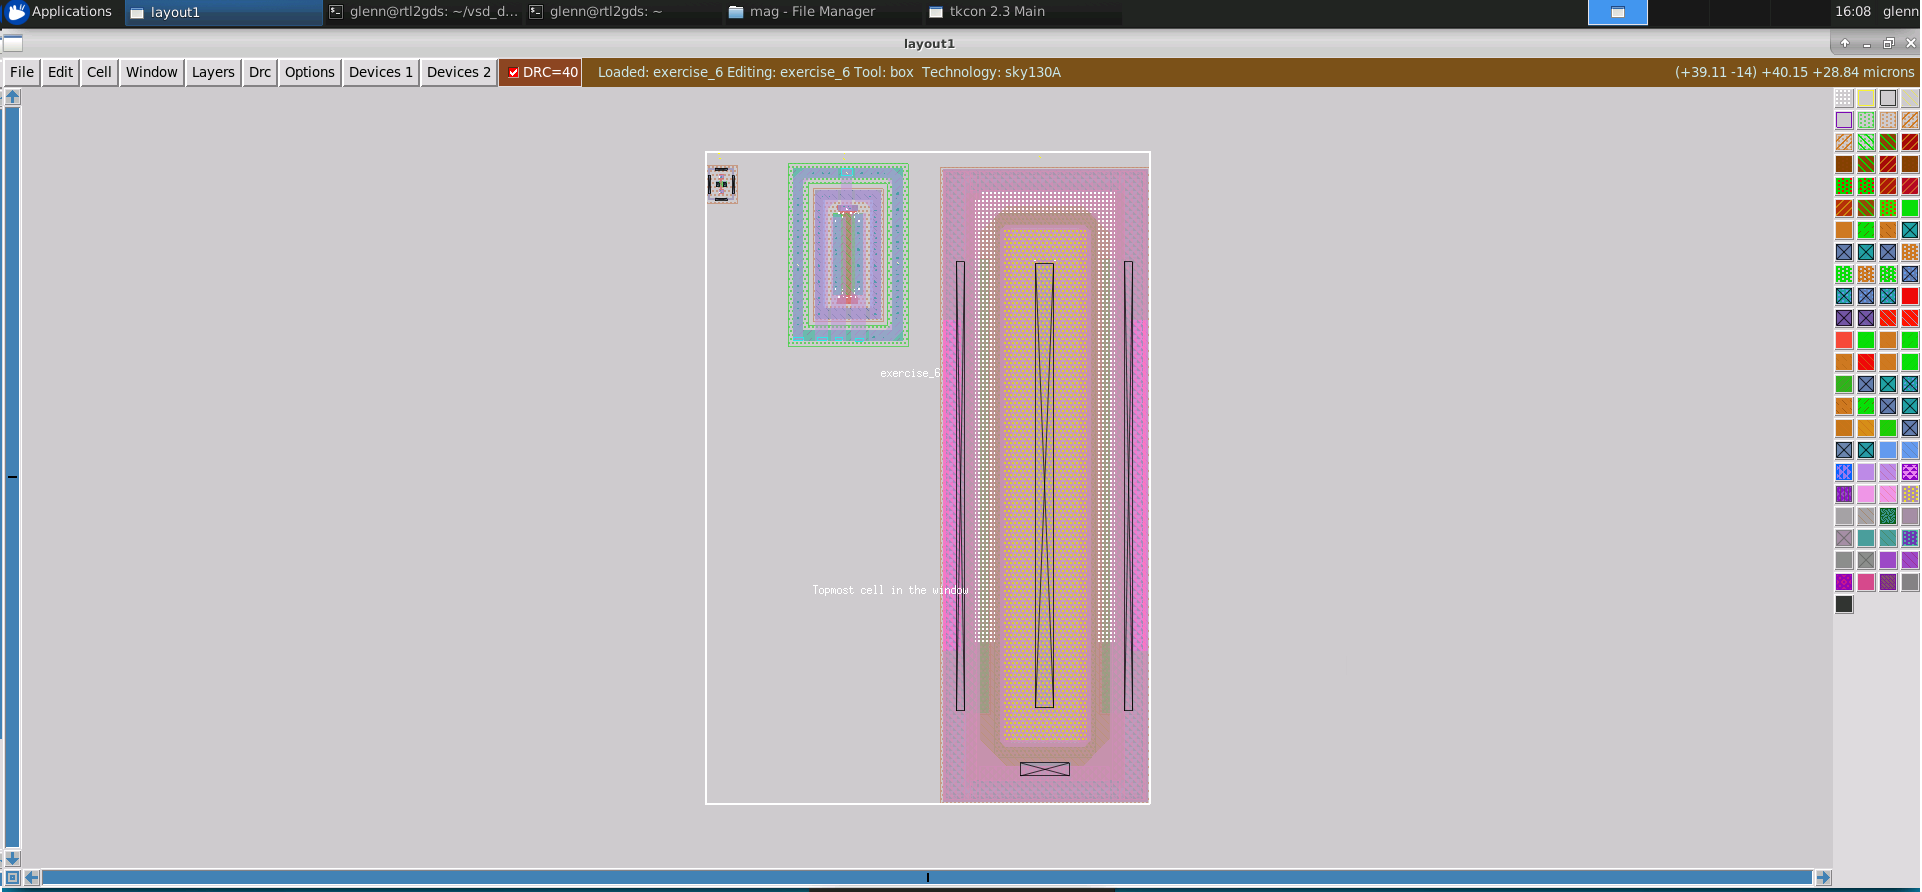 Applications layout1 glenn@rtl2gds: ~/vsd_d... glenn@rtl2gds: ~ mag - File Manager tkcon 2.3 Main 16:08 glenn
layout1
File Edit Cell Window Layers Drc Options Devices 1 Devices 2 DRC=40 Loaded: exercise_6 Editing: exercise_6 Tool: box Technology: sky130A (+39.11 -14) +40.15 +28.84 microns
exercise_6
Topmost cell in the window